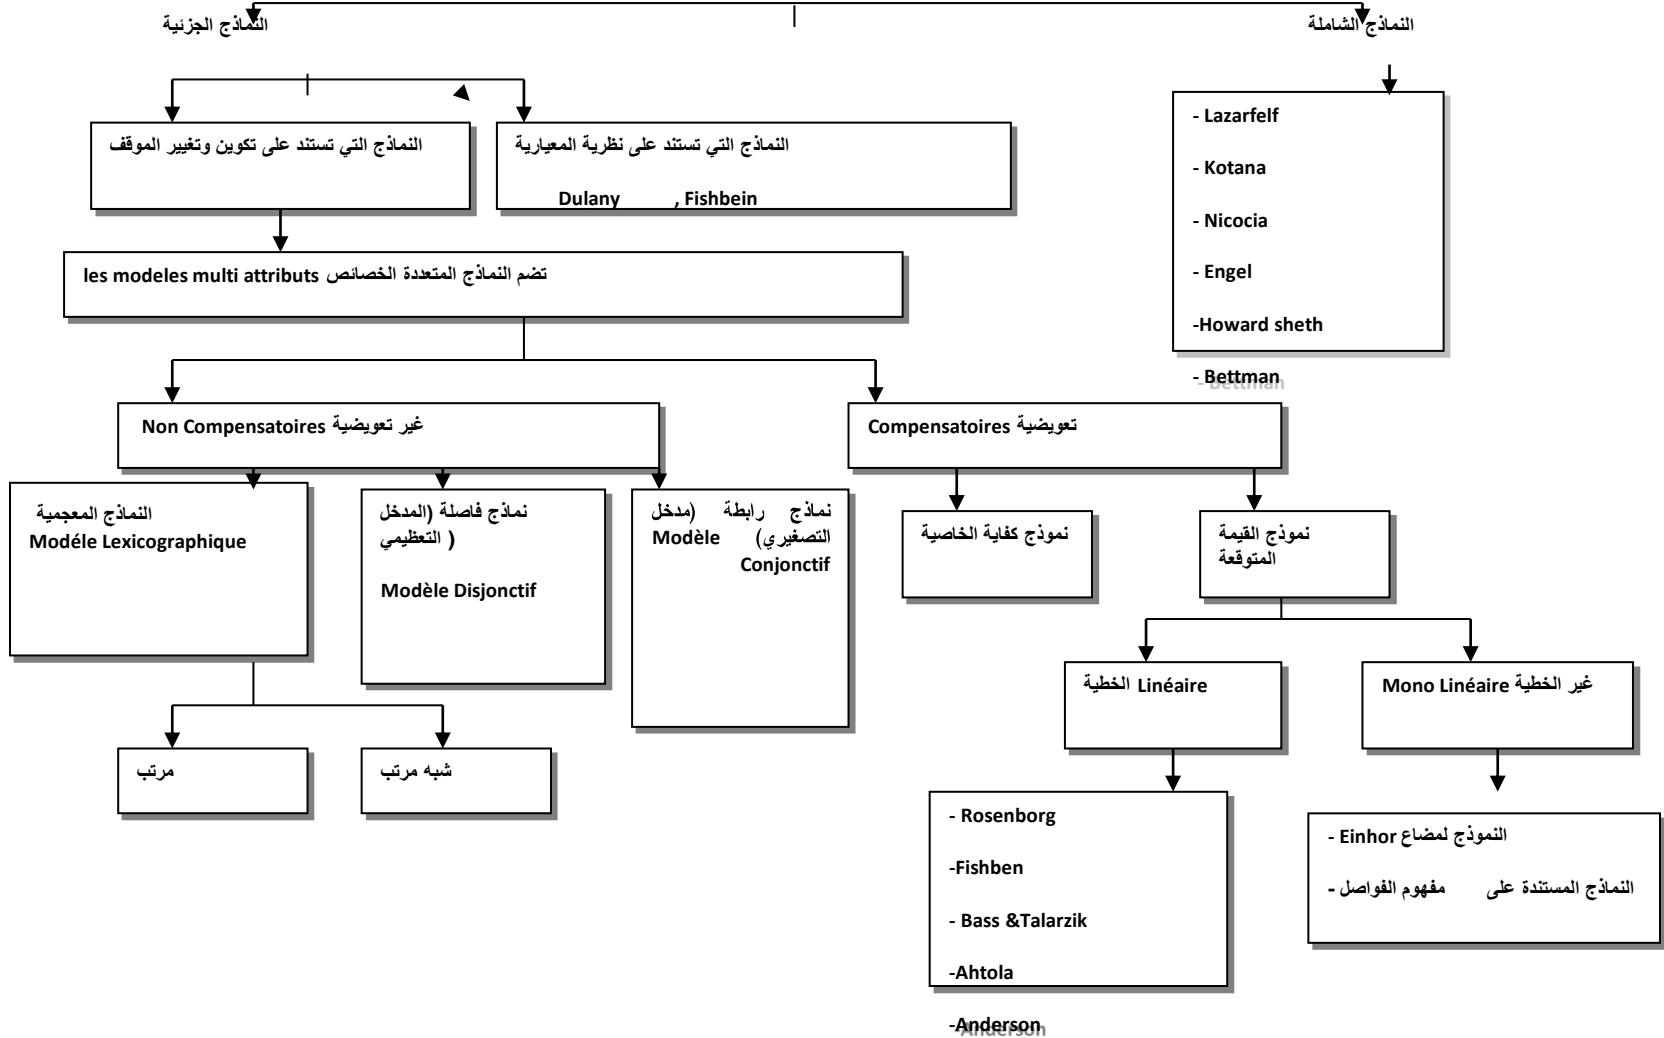 النماذج الشاملة
النماذج الجزئية
- Lazarfelf
- Kotana
- Nicocia
- Engel
-Howard sheth
- Bettman
النماذج التي تستند على نظرية المعيارية
Dulany , Fishbein
النماذج التي تستند على تكوين وتغيير الموقف
تضم النماذج المتعددة الخصائص les modeles multi attributs
تعويضية Compensatoires
غير تعويضية Non Compensatoires
نموذج القيمة
المتوقعة
نموذج كفاية الخاصية
نماذج رابطة (مدخل
التصغيري) Modèle
Conjonctif
نماذج فاصلة (المدخل
التعظيمي )
Modèle Disjonctif
النماذج المعجمية
Modéle Lexicographique
غير الخطية Mono Linéaire
الخطية Linéaire
شبه مرتب
مرتب
- Einhor النموذج لمضاع
النماذج المستندة على مفهوم الفواصل -
- Rosenborg
-Fishben
- Bass &Talarzik
-Ahtola
-Anderson